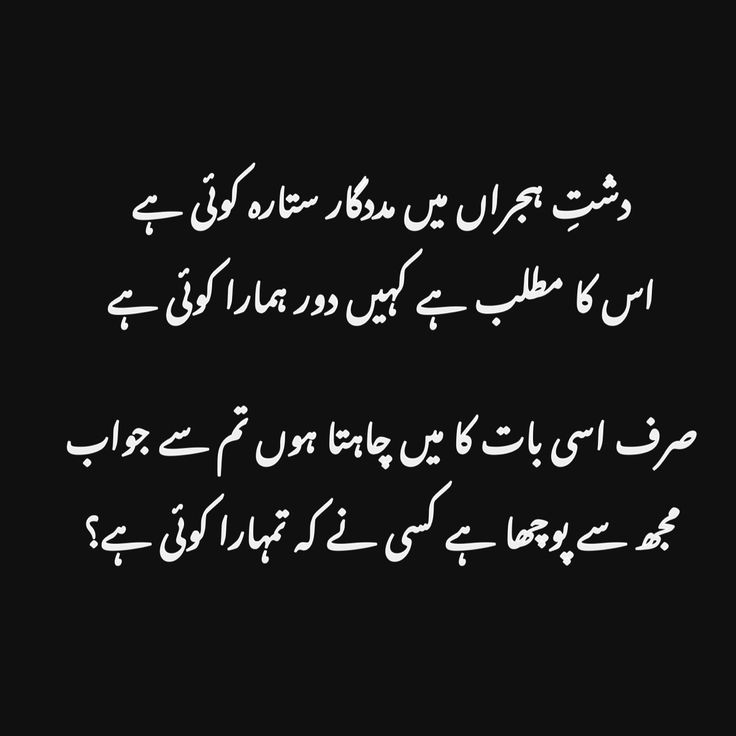 دشتِ ہجراں میں مددگار ستارہ کوئی ہے
اس کا مطلب ہے کہیں دور ہمارا کوئی ہے
صرف اسی بات کا میں چاہتا ہوں تم سے جواب
مجھ سے پوچھا ہے کسی نے کہ تمہارا کوئی ہے؟